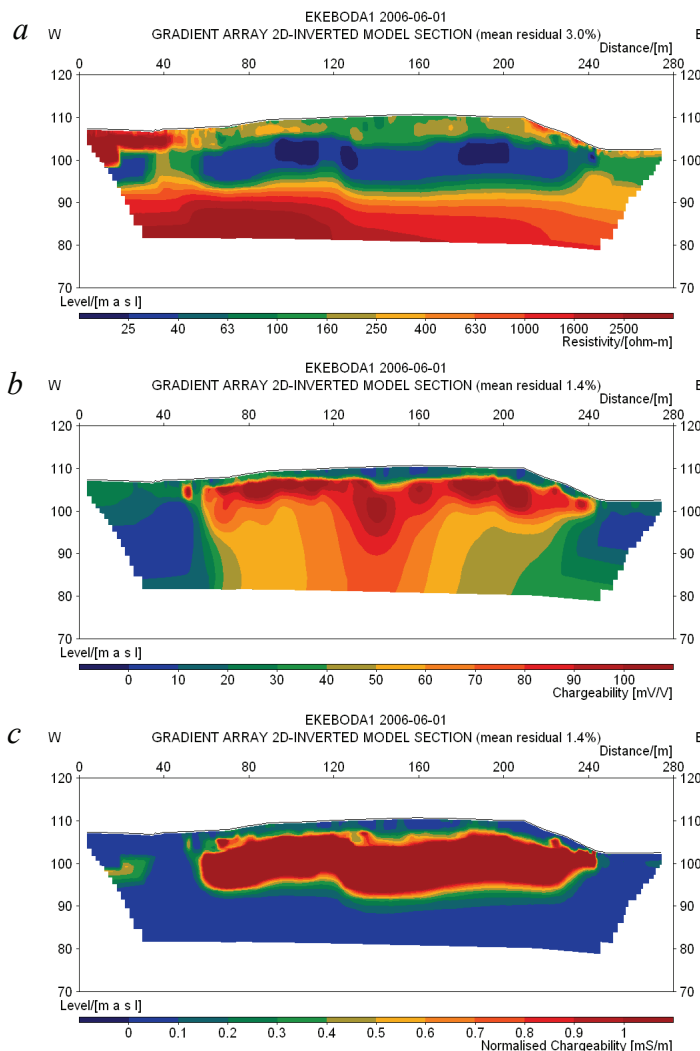 a
EKEBODA1 2006-06-01
W GRADIENT ARRAY 2D-INVERTED MODEL SECTION (mean residual 3.0%) E
Distance/[m]
0 40 80 120 160 200 240 280
120 120
110 110
100 100
90 90
80 80
70 70
Level/[m a s l]
25 40 63 100 160 250 400 630 1000 1600 2500
Resistivity/[ohm-m]
b
EKEBODA1 2006-06-01
W GRADIENT ARRAY 2D-INVERTED MODEL SECTION (mean residual 1.4%) E
Distance/[m]
0 40 80 120 160 200 240 280
120 120
110 110
100 100
90 90
80 80
70 70
Level/[m a s l]
0 10 20 30 40 50 60 70 80 90 100
Chargeability [mV/V]
c
EKEBODA1 2006-06-01
W GRADIENT ARRAY 2D-INVERTED MODEL SECTION (mean residual 1.4%) E
Distance/[m]
0 40 80 120 160 200 240 280
120 120
110 110
100 100
90 90
80 80
70 70
Level/[m a s l]
0 0.1 0.2 0.3 0.4 0.5 0.6 0.7 0.8 0.9 1
Normalised Chargeability [mS/m]